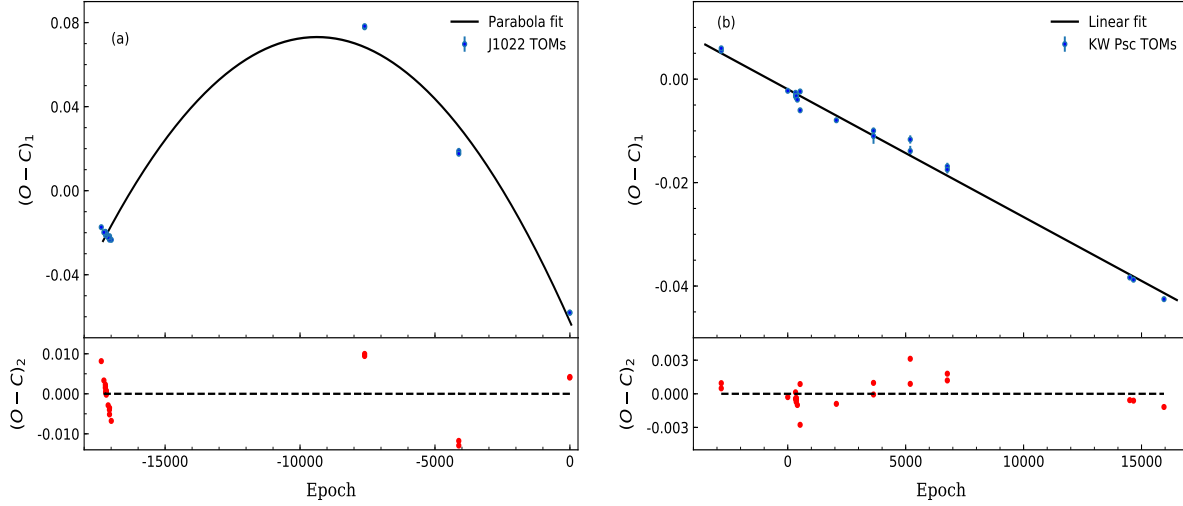 (a)
Parabola fit
J1022 TOMs
0.08
0.04
0.00
-0.04
(O − C)1
0.010
0.000
-0.010
(O − C)2
-15000
-10000
-5000
0
Epoch
(b)
Linear fit
KW Psc TOMs
0.00
-0.02
-0.04
(O − C)1
0.003
0.000
-0.003
(O − C)2
0
5000
10000
15000
Epoch